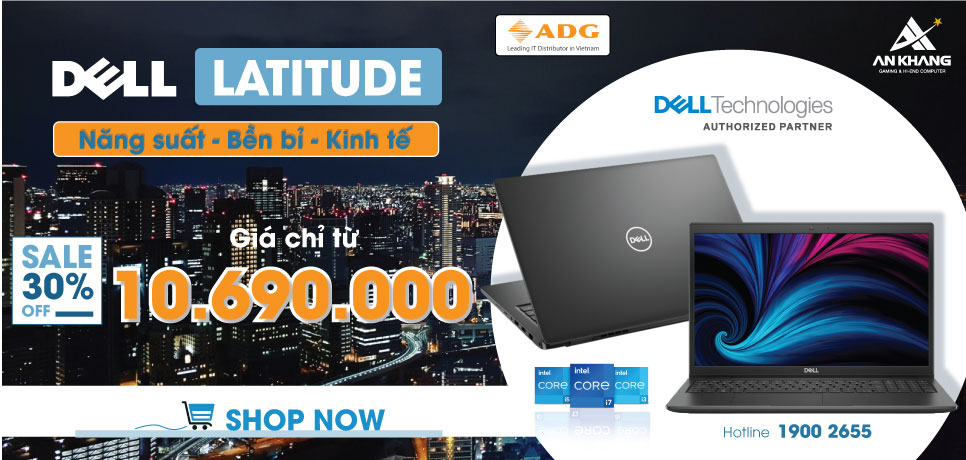 ADG
Leading IT Distributor in Vietnam
AN KHANG
GAMING & HI-END COMPUTER
DELL LATITUDE
Năng suất - Bền bỉ - Kinh tế
DELL Technologies
AUTHORIZED PARTNER
SALE
30%
OFF
Giá chỉ từ
10.690.000
DELL
DELL
intel
CORE
i5
intel
CORE
i7
intel
CORE
i3
SHOP NOW
Hotline 1900 2655